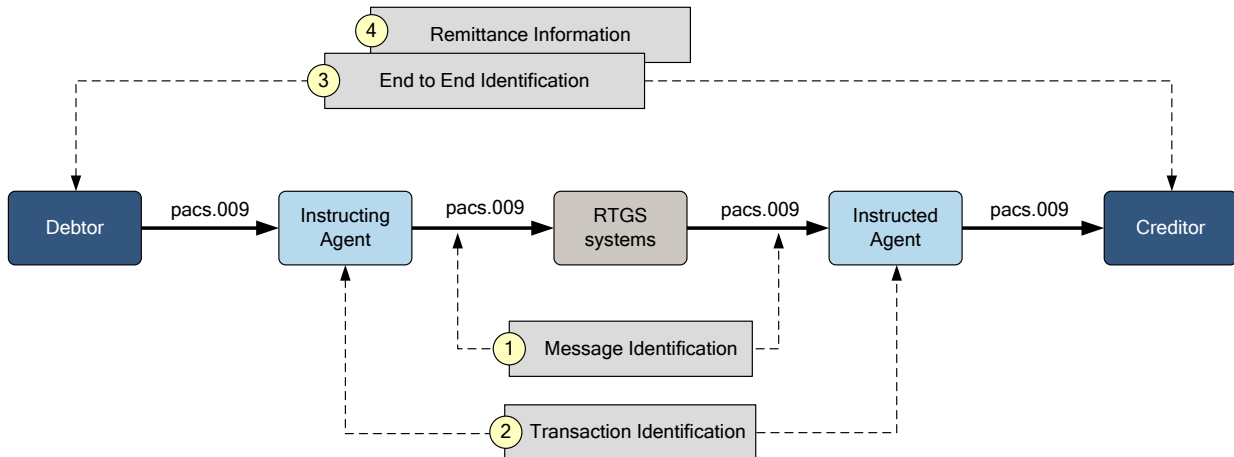 4
Remittance Information
3
End to End Identification
Debtor
pacs.009
Instructing
Agent
pacs.009
RTGS
systems
pacs.009
Instructed
Agent
pacs.009
Creditor
1
Message Identification
2
Transaction Identification